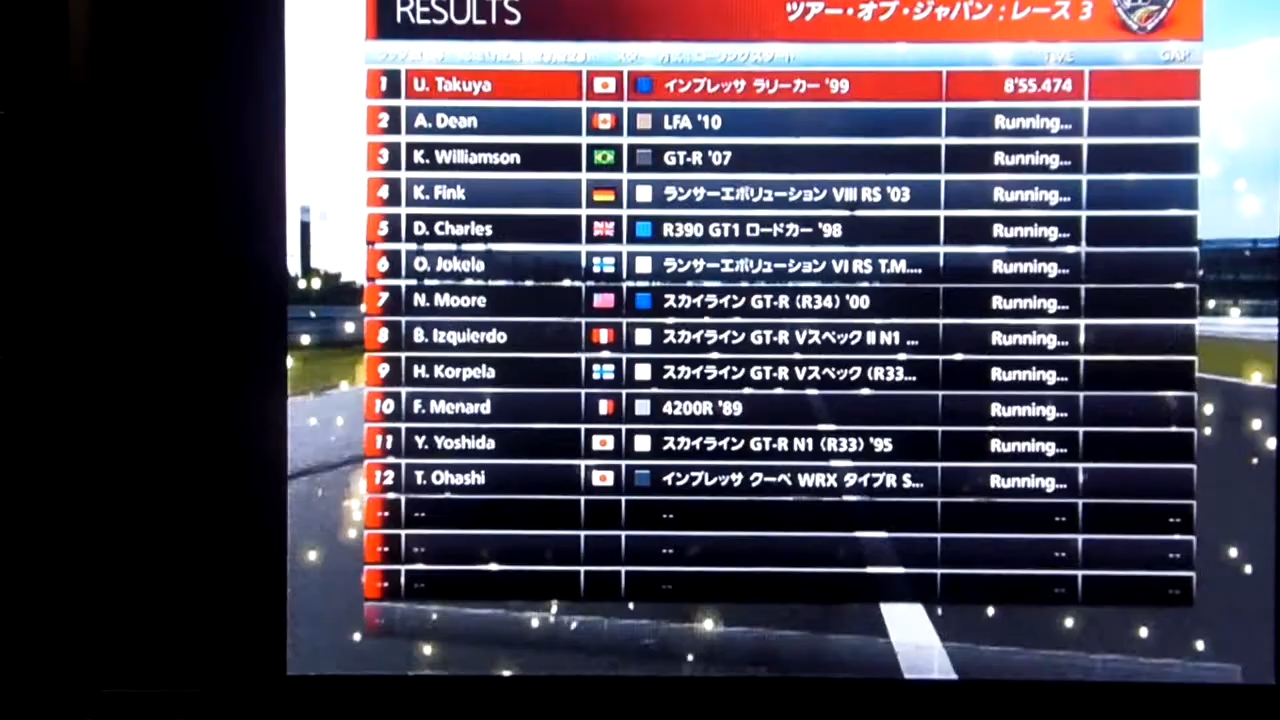 RESULTS
ツアー・オブ・ジャパン : レース 3
TIME GAP
1 U. Takuya インプレッサ ラリーカー '99 8'55.474
2 A. Dean LFA '10 Running...
3 K. Williamson GT-R '07 Running...
4 K. Fink ランサーエボリューション VIII RS '03 Running...
5 D. Charles R390 GT1 ロードカー '98 Running...
6 O. Jokela ランサーエボリューション VI RS T.M.... Running...
7 N. Moore スカイライン GT-R (R34) '00 Running...
8 B. Izquierdo スカイライン GT-R Vスペック II N1 ... Running...
9 H. Korpela スカイライン GT-R Vスペック (R33... Running...
10 F. Menard 4200R '89 Running...
11 Y. Yoshida スカイライン GT-R N1 (R33) '95 Running...
12 T. Ohashi インプレッサ クーペ WRX タイプR S... Running...
-- -- -- -- --
-- -- -- -- --
-- -- -- -- --